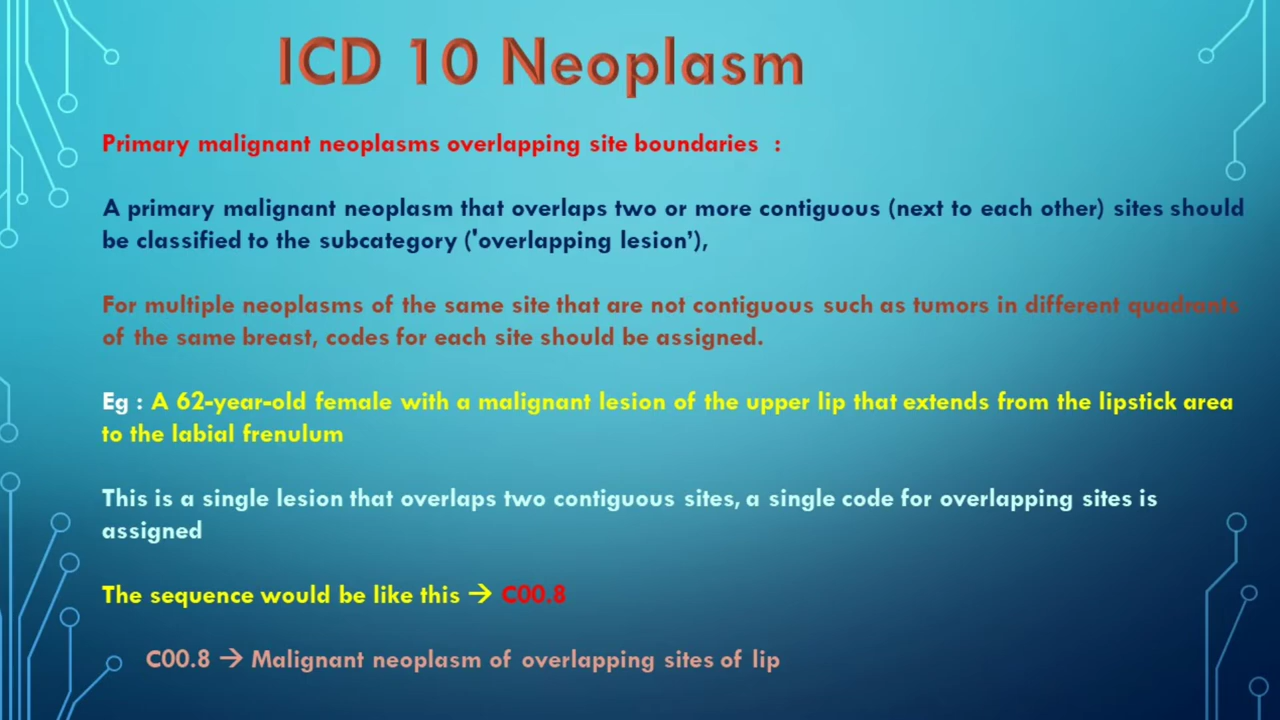 ICD 10 Neoplasm
Primary malignant neoplasms overlapping site boundaries :
A primary malignant neoplasm that overlaps two or more contiguous (next to each other) sites should
be classified to the subcategory ('overlapping lesion’),
For multiple neoplasms of the same site that are not contiguous such as tumors in different quadrants
of the same breast, codes for each site should be assigned.
Eg : A 62-year-old female with a malignant lesion of the upper lip that extends from the lipstick area
to the labial frenulum
This is a single lesion that overlaps two contiguous sites, a single code for overlapping sites is
assigned
The sequence would be like this → C00.8
C00.8 → Malignant neoplasm of overlapping sites of lip